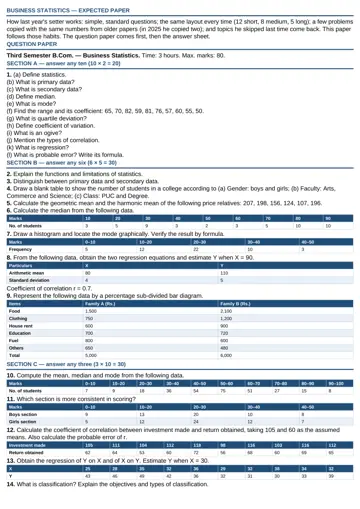 BUSINESS STATISTICS — EXPECTED PAPER
How last year's setter works: simple, standard questions; the same layout every time (12 short, 8 medium, 5 long); a few problems
copied with the same numbers from older papers (in 2025 he copied two); and topics he skipped last time come back. This paper
follows those habits. The question paper comes first, then the answer sheet.
QUESTION PAPER
Third Semester B.Com. — Business Statistics. Time: 3 hours. Max. marks: 80.
SECTION A — answer any ten (10 × 2 = 20)
1. (a) Define statistics.
(b) What is primary data?
(c) What is secondary data?
(d) Define median.
(e) What is mode?
(f) Find the range and its coefficient: 65, 70, 82, 59, 81, 76, 57, 60, 55, 50.
(g) What is quartile deviation?
(h) Define coefficient of variation.
(i) What is an ogive?
(j) Mention the types of correlation.
(k) What is regression?
(l) What is probable error? Write its formula.
SECTION B — answer any six (6 × 5 = 30)
2. Explain the functions and limitations of statistics.
3. Distinguish between primary data and secondary data.
4. Draw a blank table to show the number of students in a college according to (a) Gender: boys and girls; (b) Faculty: Arts,
Commerce and Science; (c) Class: PUC and Degree.
5. Calculate the geometric mean and the harmonic mean of the following price relatives: 207, 198, 156, 124, 107, 196.
6. Calculate the median from the following data.
Marks 10 20 30 40 50 60 70 80 90
No. of students 3 5 9 3 2 3 5 10 10
7. Draw a histogram and locate the mode graphically. Verify the result by formula.
Marks 0–10 10–20 20–30 30–40 40–50
Frequency 5 12 22 10 3
8. From the following data, obtain the two regression equations and estimate Y when X = 90.
Particulars X Y
Arithmetic mean 80 110
Standard deviation 4 5
Coefficient of correlation r = 0.7.
9. Represent the following data by a percentage sub-divided bar diagram.
Items Family A (Rs.) Family B (Rs.)
Food 1,500 2,100
Clothing 750 1,200
House rent 600 900
Education 700 720
Fuel 800 600
Others 650 480
Total 5,000 6,000
SECTION C — answer any three (3 × 10 = 30)
10. Compute the mean, median and mode from the following data.
Marks 0–10 10–20 20–30 30–40 40–50 50–60 60–70 70–80 80–90 90–100
No. of students 7 18 36 54 75 51 27 15 8
11. Which section is more consistent in scoring?
Marks 0–10 10–20 20–30 30–40 40–50
Boys section 9 13 20 10 8
Girls section 5 12 24 12 7
12. Calculate the coefficient of correlation between investment made and return obtained, taking 105 and 60 as the assumed
means. Also calculate the probable error of r.
Investment made
Return obtained 62 64 53 60 72
13. Obtain the regression of Y on X and of X on Y. Estimate Y when X = 30.
X 25 28 35 32 36 29 32
Y 43 46 49 42 36 32 31 30 33 39
14. What is classification? Explain the objectives and types of classification.